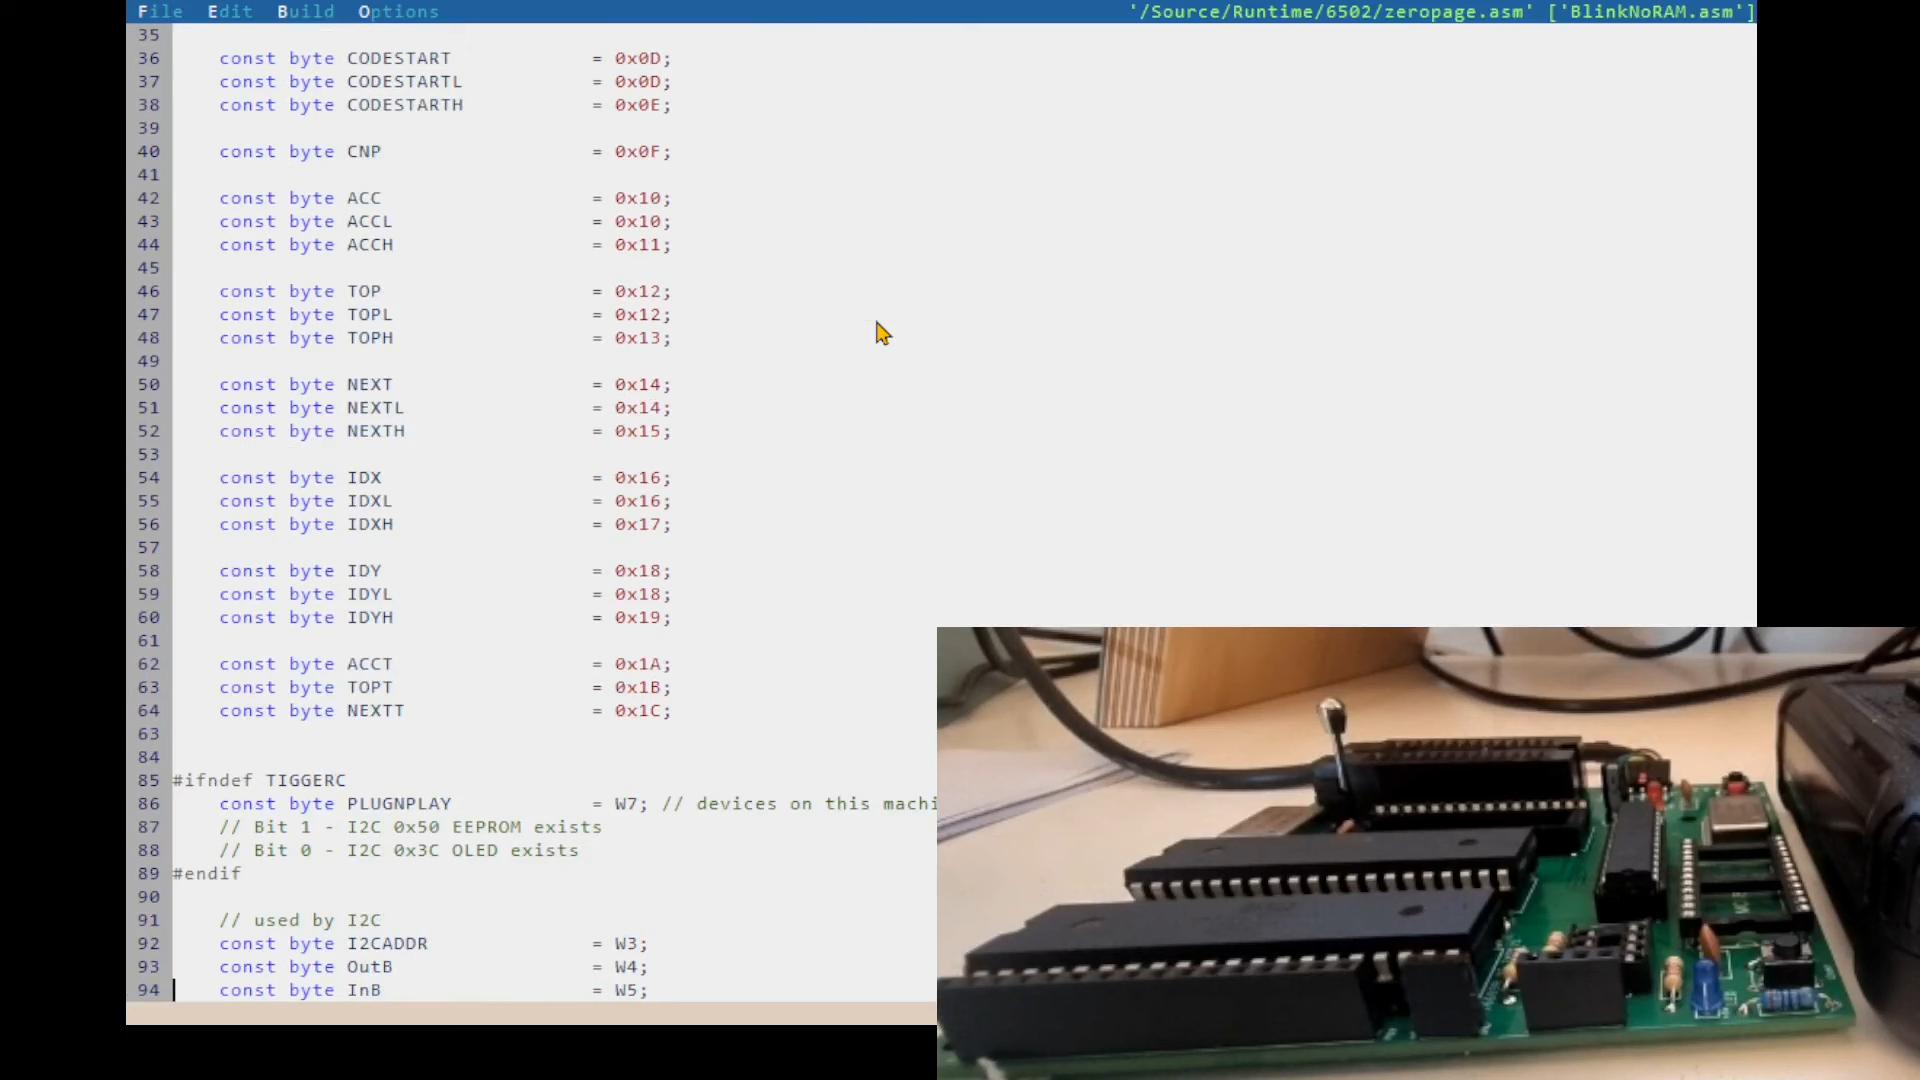 File Edit Build Options '/Source/Runtime/6502/zeropage.asm' ['BlinkNoRAM.asm']
35
36 const byte CODESTART = 0x0D;
37 const byte CODESTARTL = 0x0D;
38 const byte CODESTARTH = 0x0E;
39
40 const byte CNP = 0x0F;
41
42 const byte ACC = 0x10;
43 const byte ACCL = 0x10;
44 const byte ACCH = 0x11;
45
46 const byte TOP = 0x12;
47 const byte TOPL = 0x12;
48 const byte TOPH = 0x13;
49
50 const byte NEXT = 0x14;
51 const byte NEXTL = 0x14;
52 const byte NEXTH = 0x15;
53
54 const byte IDX = 0x16;
55 const byte IDXL = 0x16;
56 const byte IDXH = 0x17;
57
58 const byte IDY = 0x18;
59 const byte IDYL = 0x18;
60 const byte IDYH = 0x19;
61
62 const byte ACCT = 0x1A;
63 const byte TOPT = 0x1B;
64 const byte NEXTT = 0x1C;
63
84
85 #ifndef TIGGERC
86 const byte PLUGNPLAY = W7; // devices on this machi
87 // Bit 1 - I2C 0x50 EEPROM exists
88 // Bit 0 - I2C 0x3C OLED exists
89 #endif
90
91 // used by I2C
92 const byte I2CADDR = W3;
93 const byte OutB = W4;
94 const byte InB = W5;